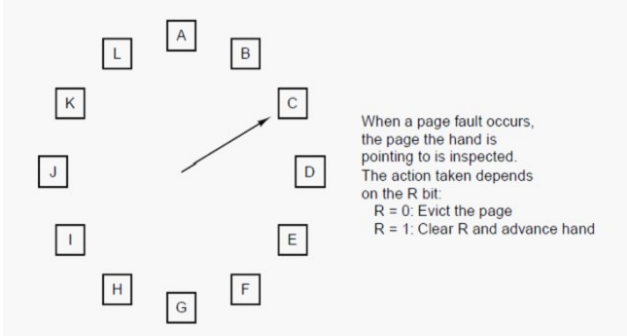 A
L
B
K
C
When a page fault occurs,
the page the hand is
pointing to is inspected.
The action taken depends
on the R bit:
R = 0: Evict the page
R = 1: Clear R and advance hand
J
D
I
E
H
F
G